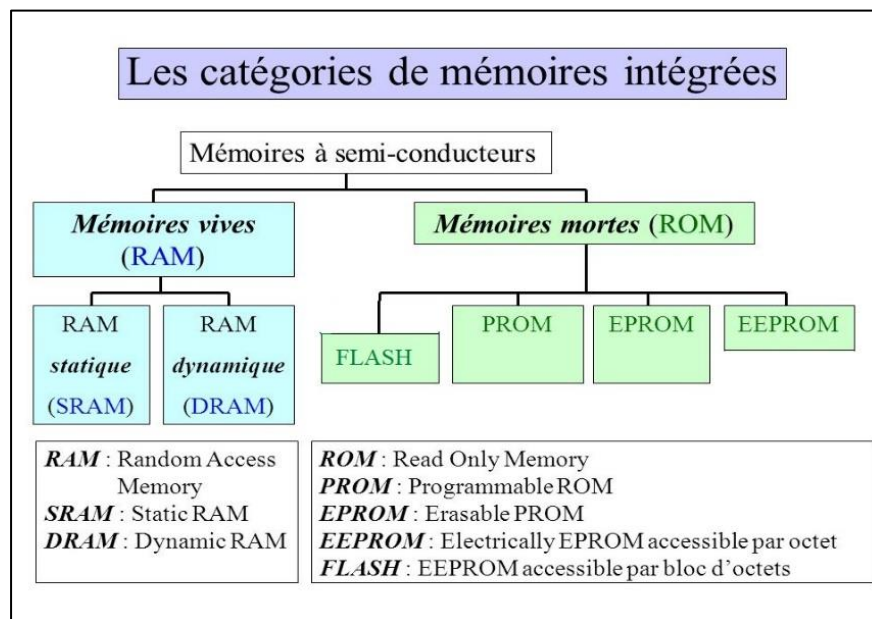 Les catégories de mémoires intégrées
Mémoires à semi-conducteurs
Mémoires vives
(RAM)
Mémoires mortes (ROM)
RAM
statique
(SRAM)
RAM
dynamique
(DRAM)
FLASH
PROM
EPROM
EEPROM
RAM : Random Access
Memory
SRAM : Static RAM
DRAM : Dynamic RAM
ROM : Read Only Memory
PROM : Programmable ROM
EPROM : Erasable PROM
EEPROM : Electrically EPROM accessible par octet
FLASH : EEPROM accessible par bloc d’octets